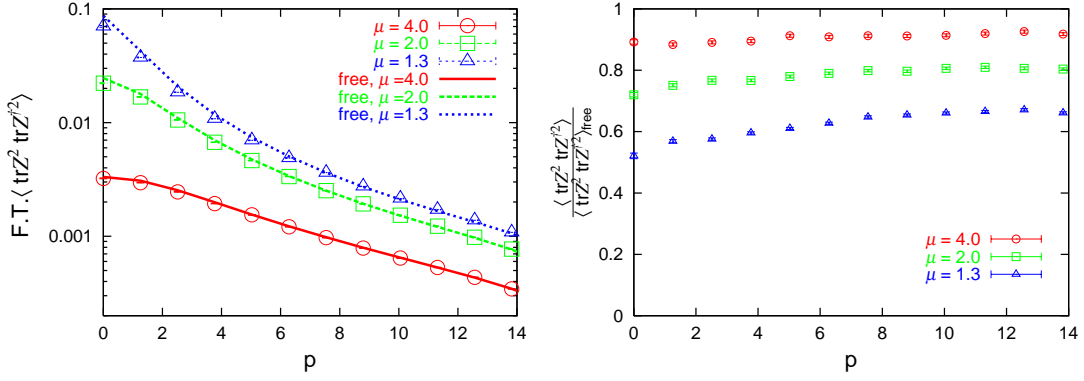 F.T.⟨ trZ² trZ†² ⟩
0.1
0.01
0.001
μ = 4.0
μ = 2.0
μ = 1.3
free, μ =4.0
free, μ =2.0
free, μ =1.3
0 2 4 6 8 10 12 14
p
⟨ trZ² trZ†² ⟩
⟨ trZ² trZ†² ⟩free
1
0.8
0.6
0.4
0.2
0
μ = 4.0
μ = 2.0
μ = 1.3
0 2 4 6 8 10 12 14
p